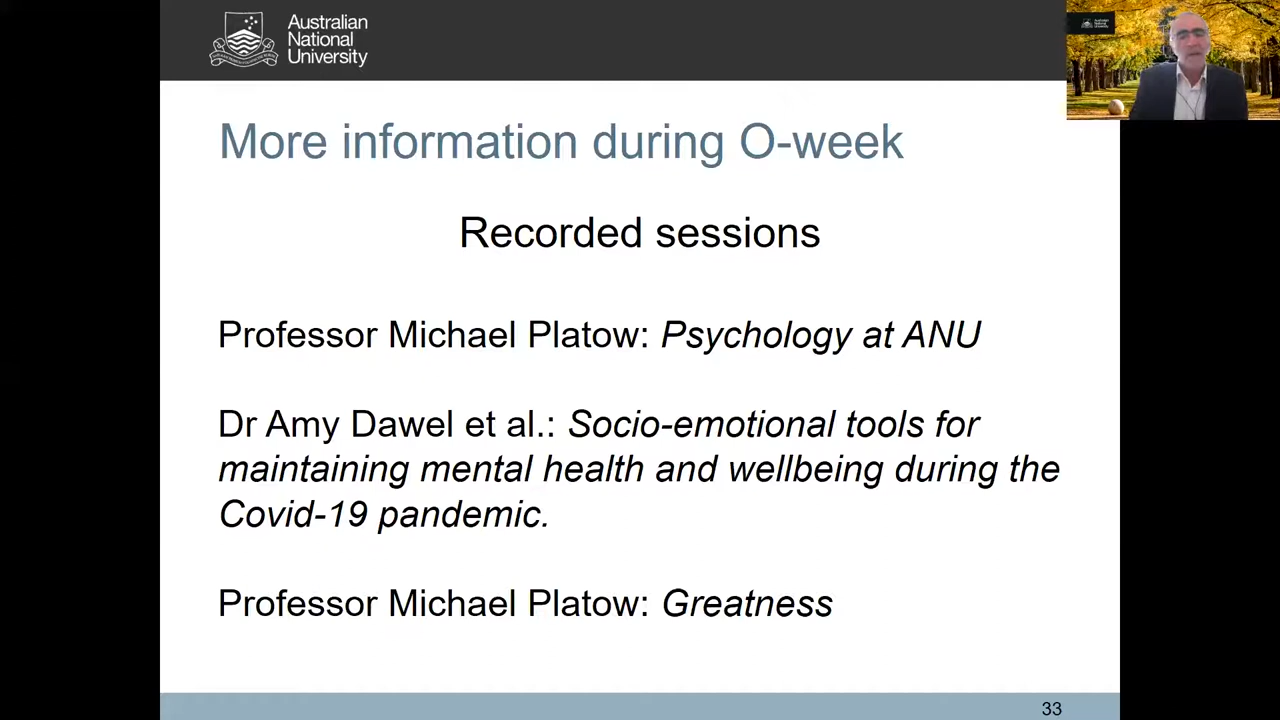 Australian
National
University
More information during O-week
Recorded sessions
Professor Michael Platow: Psychology at ANU
Dr Amy Dawel et al.: Socio-emotional tools for
maintaining mental health and wellbeing during the
Covid-19 pandemic.
Professor Michael Platow: Greatness
33